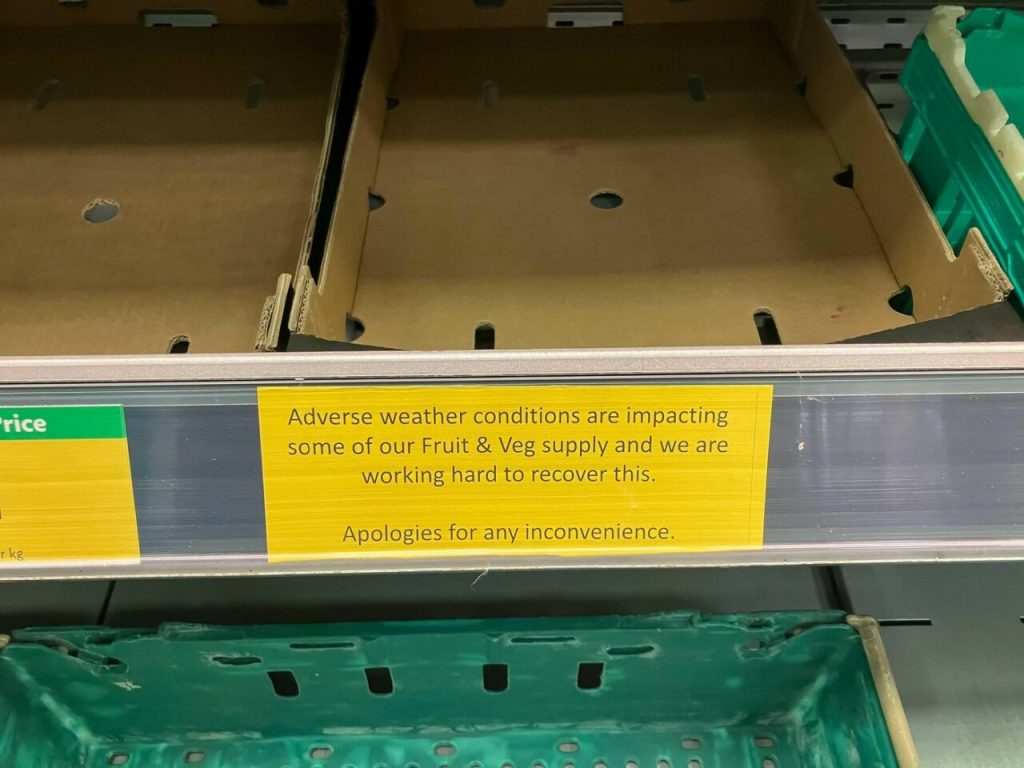 Price
r kg
Adverse weather conditions are impacting
some of our Fruit & Veg supply and we are
working hard to recover this.
Apologies for any inconvenience.